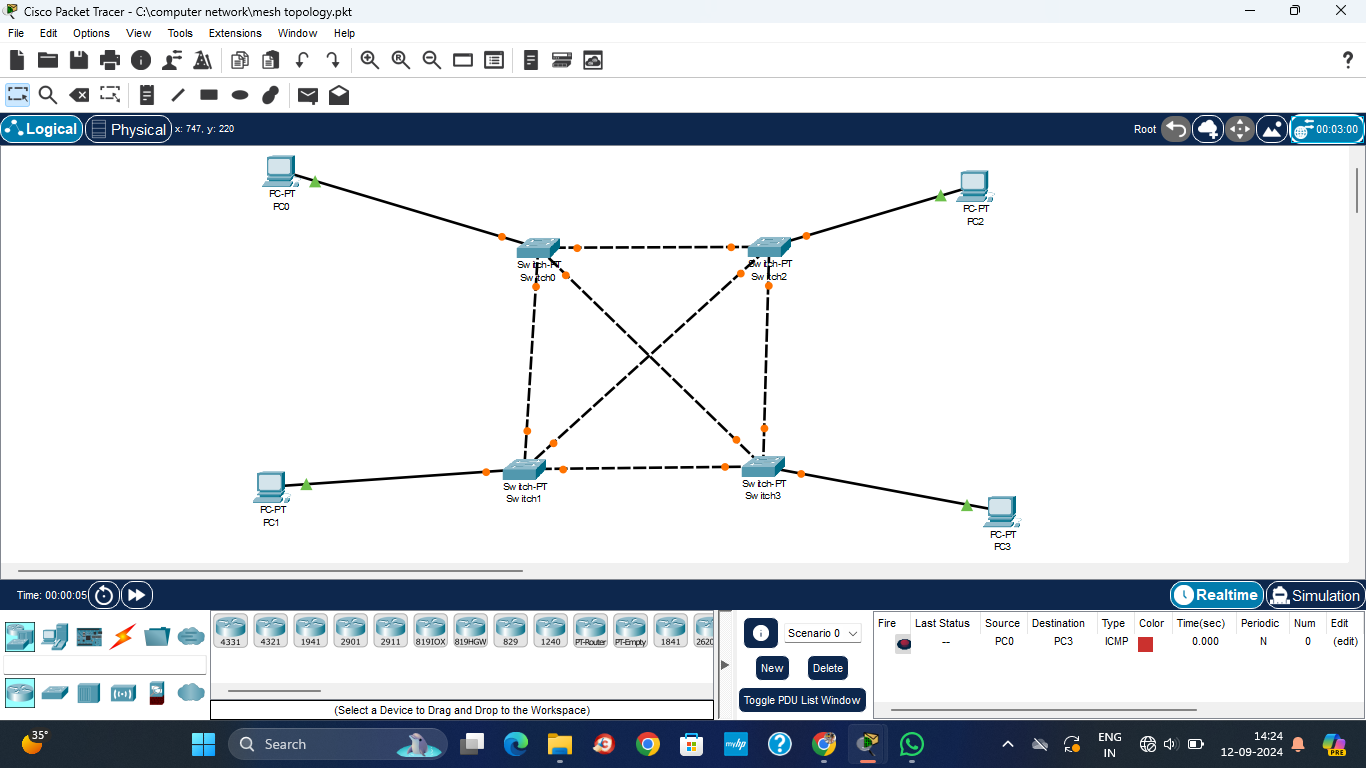 Cisco Packet Tracer - C:\computer network\mesh topology.pkt
File Edit Options View Tools Extensions Window Help
?
Logical Physical x: 747, y: 220 Root 00:03:00
PC-PT
PC0
PC-PT
PC2
Switch-PT
Switch0
Switch-PT
Switch2
PC-PT
PC1
Switch-PT
Switch1
Switch-PT
Switch3
PC-PT
PC3
Time: 00:00:05 Realtime Simulation
4331 4321 1941 2901 2911 819IOX 819HGW 829 1240 PT-Router PT-Empty 1841 2620
(Select a Device to Drag and Drop to the Workspace)
Scenario 0
New Delete
Toggle PDU List Window
Fire Last Status Source Destination Type Color Time(sec) Periodic Num Edit
-- PC0 PC3 ICMP 0.000 N 0 (edit)
35°
Search
myhp
ENG
IN
14:24
12-09-2024
PRE